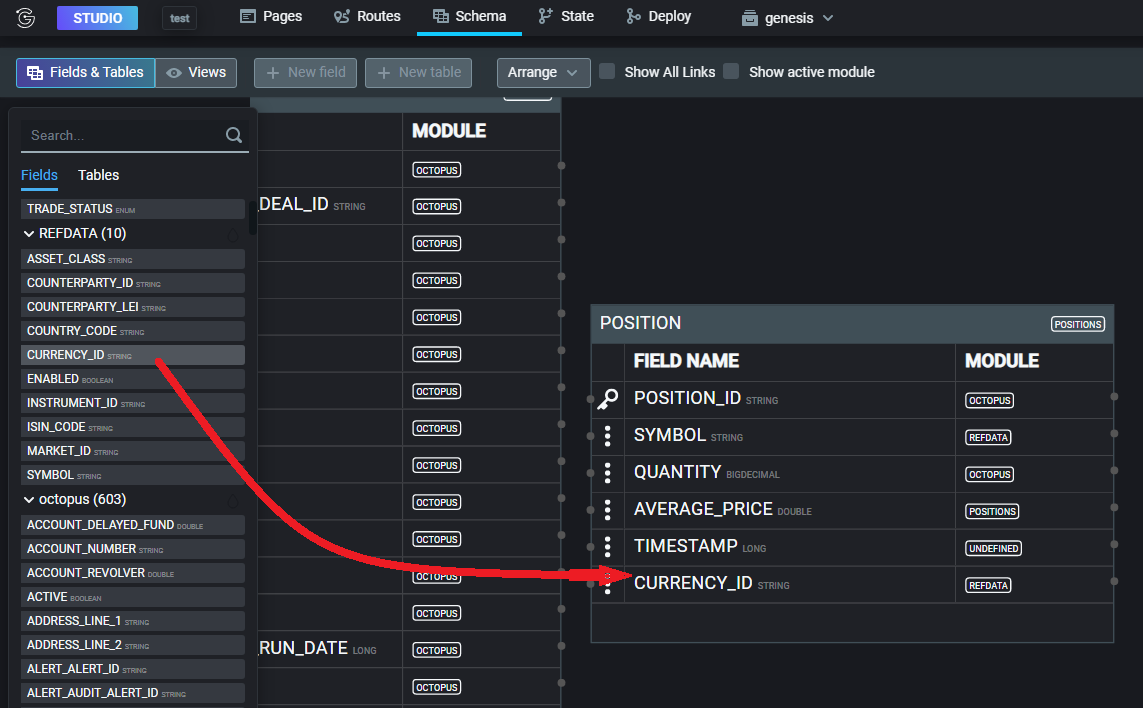 STUDIO test Pages Routes Schema State Deploy genesis
Fields & Tables Views New field New table Arrange Show All Links Show active module
Search...
Fields Tables
TRADE_STATUS ENUM
REFDATA (10)
ASSET_CLASS STRING
COUNTERPARTY_ID STRING
COUNTERPARTY_LEI STRING
COUNTRY_CODE STRING
CURRENCY_ID STRING
ENABLED BOOLEAN
INSTRUMENT_ID STRING
ISIN_CODE STRING
MARKET_ID STRING
SYMBOL STRING
octopus (603)
ACCOUNT_DELAYED_FUND DOUBLE
ACCOUNT_NUMBER STRING
ACCOUNT_REVOLVER DOUBLE
ACTIVE BOOLEAN
ADDRESS_LINE_1 STRING
ADDRESS_LINE_2 STRING
ALERT_ALERT_ID STRING
ALERT_AUDIT_ALERT_ID STRING
MODULE
OCTOPUS
_DEAL_ID STRING OCTOPUS
OCTOPUS
OCTOPUS
OCTOPUS
OCTOPUS
OCTOPUS
OCTOPUS
OCTOPUS
OCTOPUS
OCTOPUS
OCTOPUS
OCTOPUS
_RUN_DATE LONG OCTOPUS
OCTOPUS
POSITION POSITIONS
FIELD NAME MODULE
POSITION_ID STRING OCTOPUS
SYMBOL STRING REFDATA
QUANTITY BIGDECIMAL OCTOPUS
AVERAGE_PRICE DOUBLE POSITIONS
TIMESTAMP LONG UNDEFINED
CURRENCY_ID STRING REFDATA